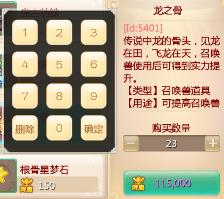 1 2 3
4 5 6
7 8 9
删除 0 确定
根骨星梦石
150
龙之骨
[Id:5401]
传说中龙的骨头，见龙
在田，飞龙在天，召唤
兽使用后可得到实力提
升。
【类型】召唤兽道具
【用途】可提高召唤兽
购买数量
23
115,000